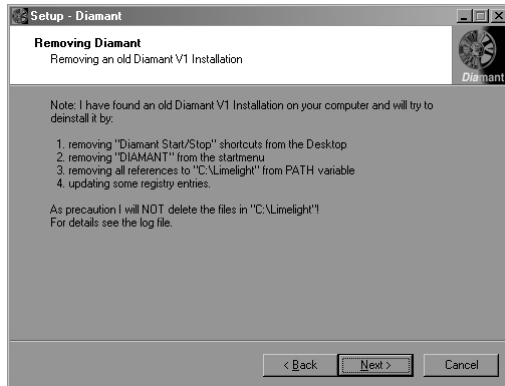 Setup - Diamant
Removing Diamant
Removing an old Diamant V1 Installation
Diamant
Note: I have found an old Diamant V1 Installation on your computer and will try to
deinstall it by:
1. removing "Diamant Start/Stop" shortcuts from the Desktop
2. removing "DIAMANT" from the startmenu
3. removing all references to "C:\Limelight" from PATH variable
4. updating some registry entries.
As precaution I will NOT delete the files in "C:\Limelight"!
For details see the log file.
< Back
Next >
Cancel